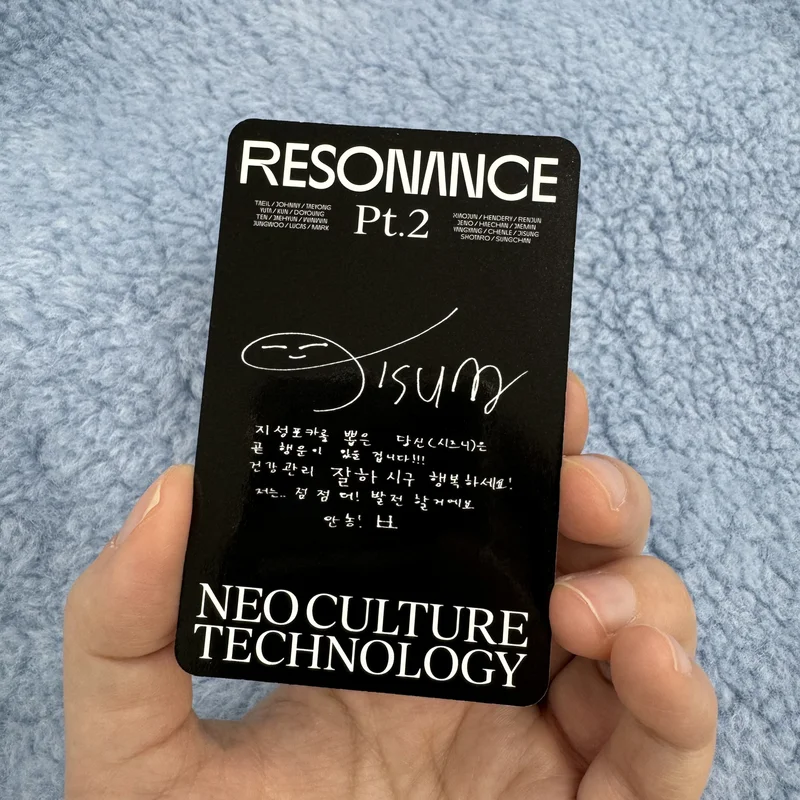 RESONANCE
Pt.2
TAEIL / JOHNNY / TAEYONG
YUTA / KUN / DOYOUNG
TEN / JAEHYUN / WINWIN
JUNGWOO / LUCAS / MARK
XIAOJUN / HENDERY / RENJUN
JENO / HAECHAN / JAEMIN
YANGYANG / CHENLE / JISUNG
SHOTARO / SUNGCHAN
Jisung
지성포카를 뽑은 당신(시즈니)은
곧 행운이 있을 겁니다!!!
건강관리 잘하시구 행복하세요!
저는.. 점점 더! 발전 할거예요
안농!
NEO CULTURE
TECHNOLOGY